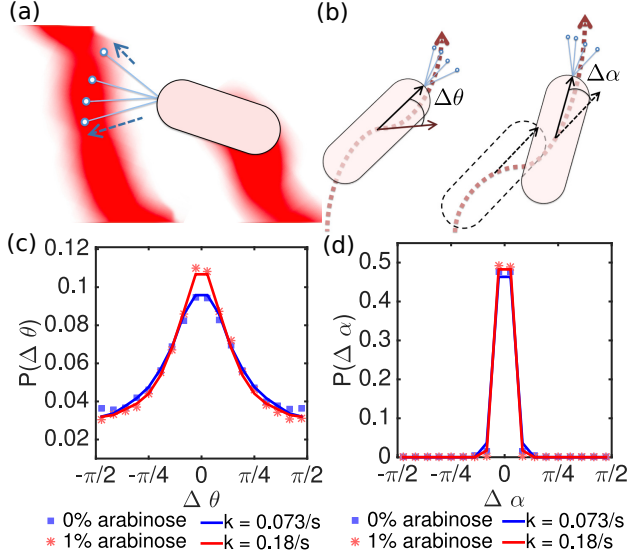 (a)
(b)
Δθ
Δα
(c)
(d)
P(Δ θ)
0.12
0.1
0.08
0.06
0.04
0.02
-π/2
-π/4
0
π/4
π/2
Δ θ
P(Δ α)
0.5
0.4
0.3
0.2
0.1
0
-π/2
-π/4
0
π/4
π/2
Δ α
0% arabinose
k = 0.073/s
1% arabinose
k = 0.18/s
0% arabinose
k = 0.073/s
1% arabinose
k = 0.18/s